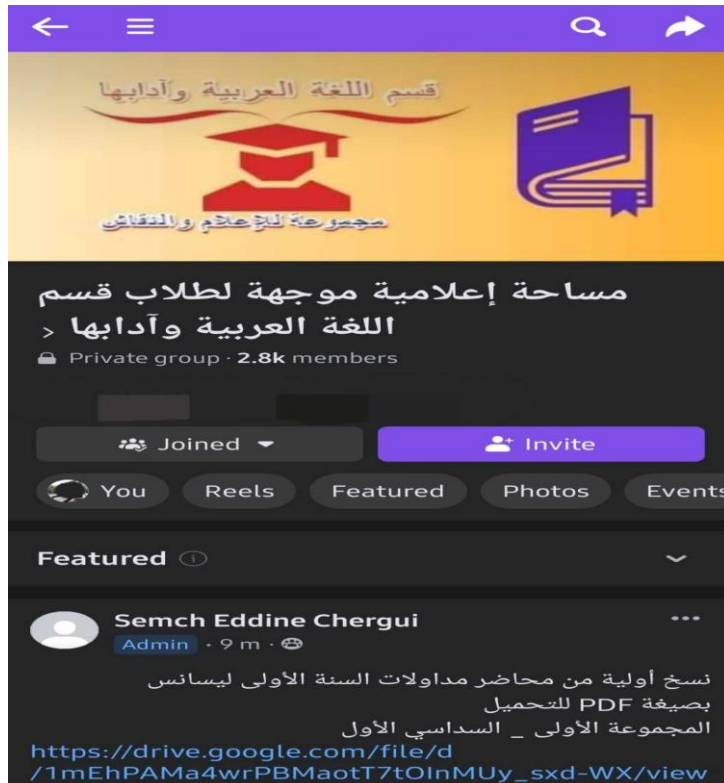 قسم اللغة العربية وآدابها
مجموعة للإعلام والنقاش
مساحة إعلامية موجهة لطلاب قسم
اللغة العربية وآدابها >
Private group · 2.8k members
Joined
Invite
You Reels Featured Photos Events
Featured
Semch Eddine Chergui
Admin · 9 m ·
نسخ أولية من محاضر مداولات السنة الأولى ليسانس
بصيغة PDF للتحميل
المجموعة الأولى _ السداسي الأول
https://drive.google.com/file/d
/1mEhPAMa4wrPBMaotT7tOInMUy_sxd-WX/view